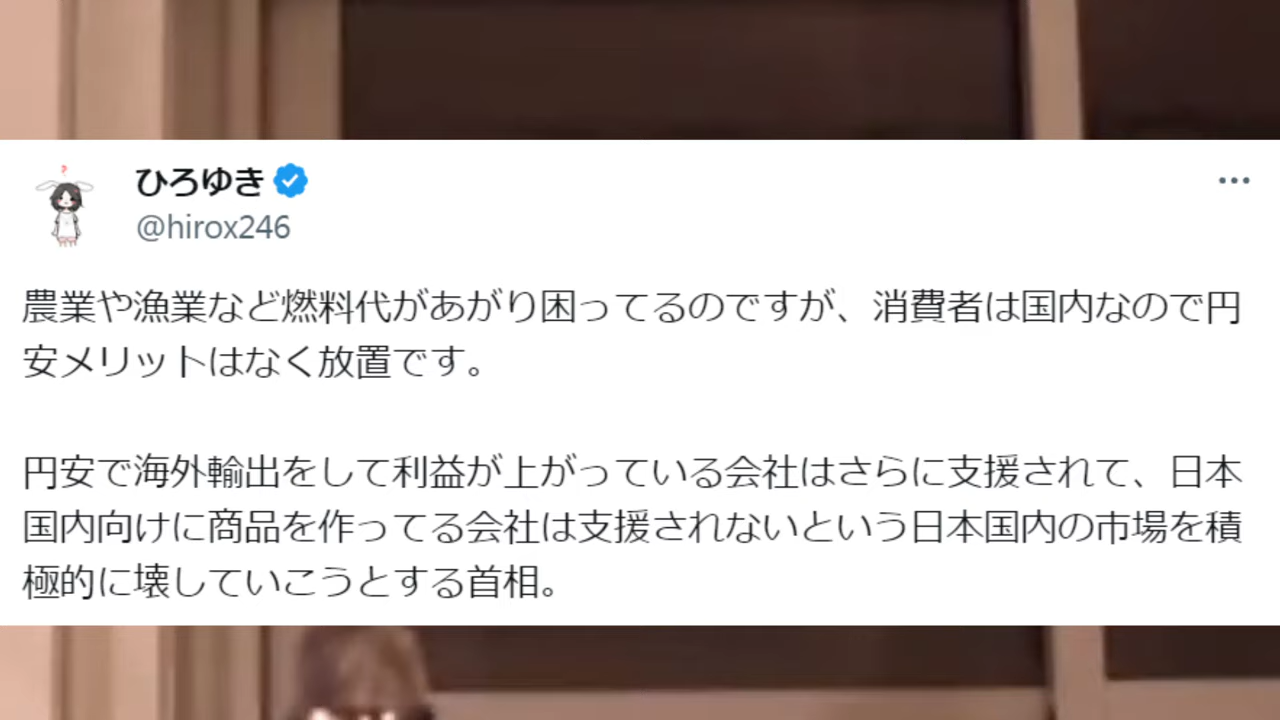 ひろゆき
@hirox246
農業や漁業など燃料代があがり困ってるのですが、消費者は国内なので円
安メリットはなく放置です。
円安で海外輸出をして利益が上がっている会社はさらに支援されて、日本
国内向けに商品を作ってる会社は支援されないという日本国内の市場を積
極的に壊していこうとする首相。